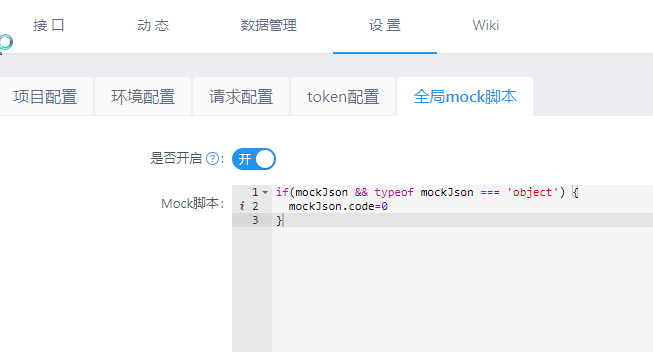 接 口 动 态 数据管理 设 置 Wiki
项目配置 环境配置 请求配置 token配置 全局mock脚本
是否开启 ? : 开
Mock脚本: 1 if(mockJson && typeof mockJson === 'object') {
i 2 mockJson.code=0
3 }